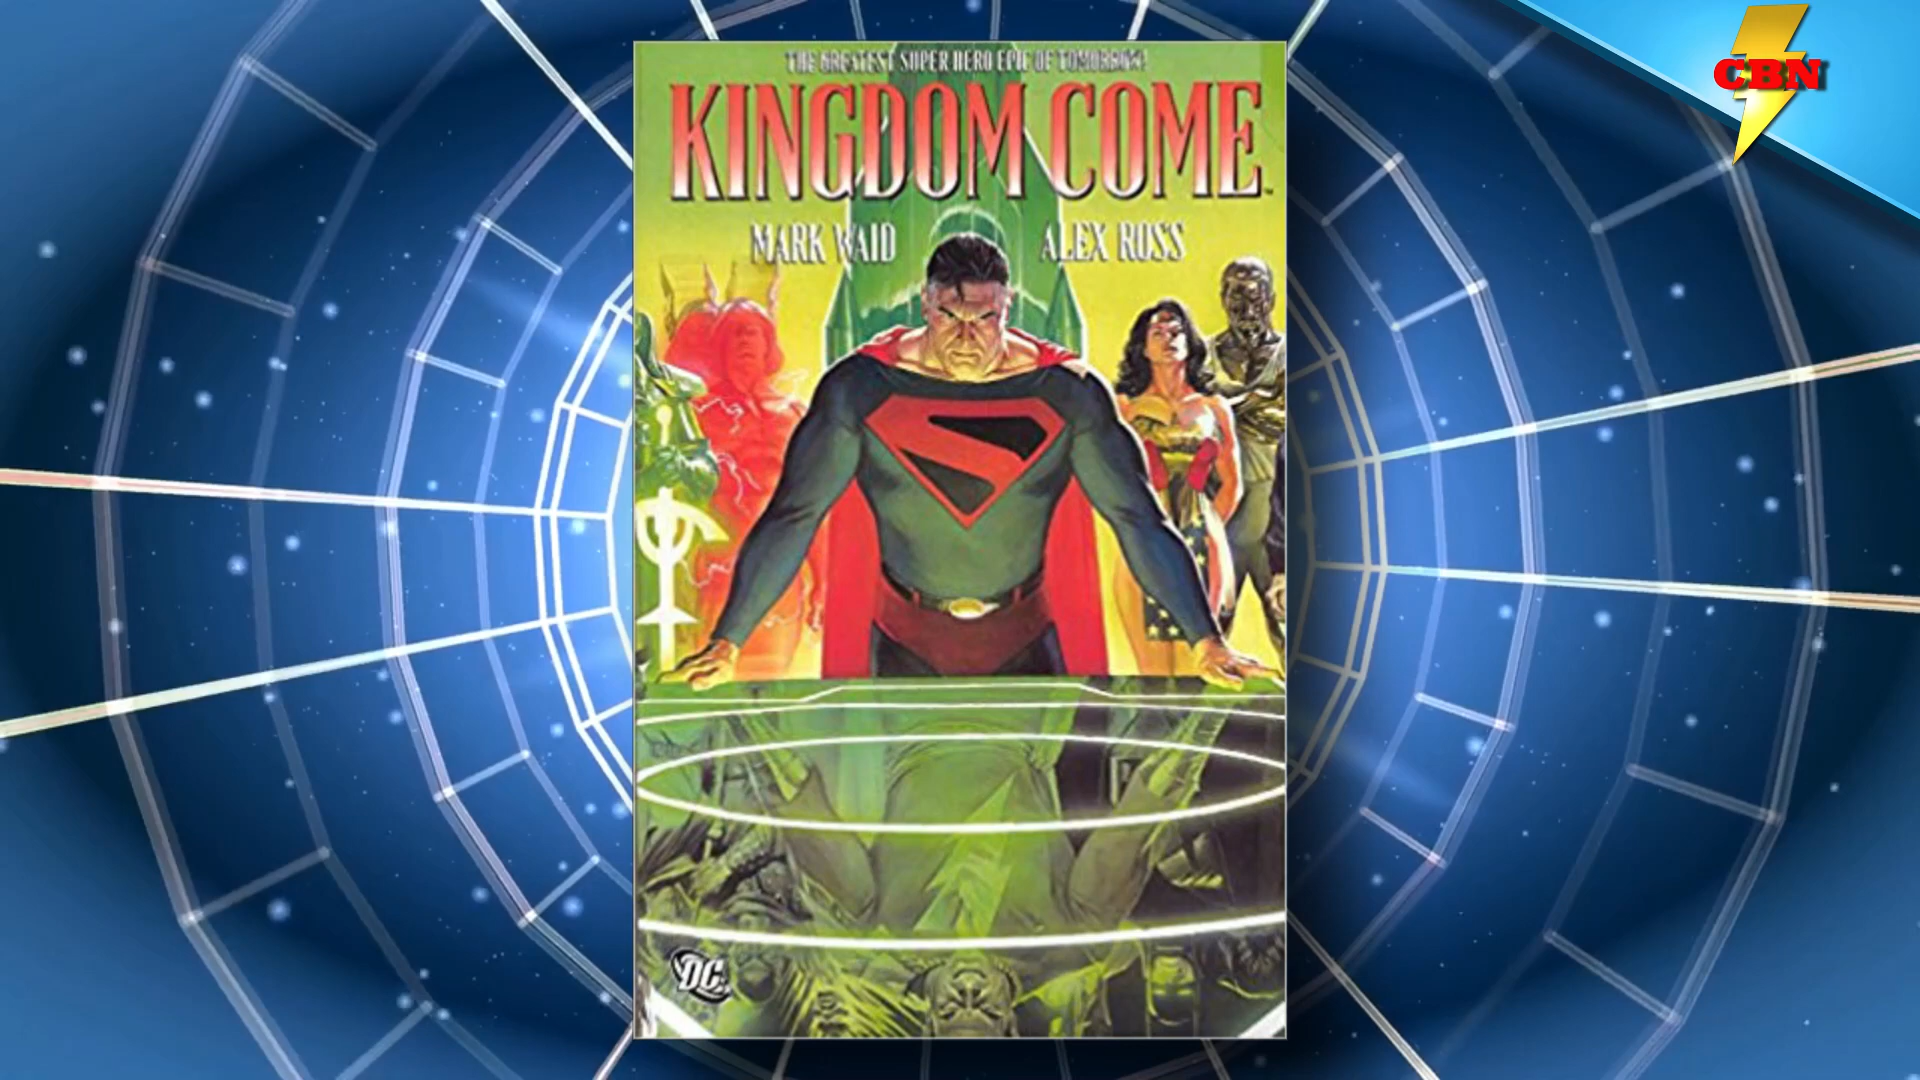 THE GREATEST SUPER HERO EPIC OF TOMORROW!
KINGDOM COME
MARK WAID ALEX ROSS
DC
CBN